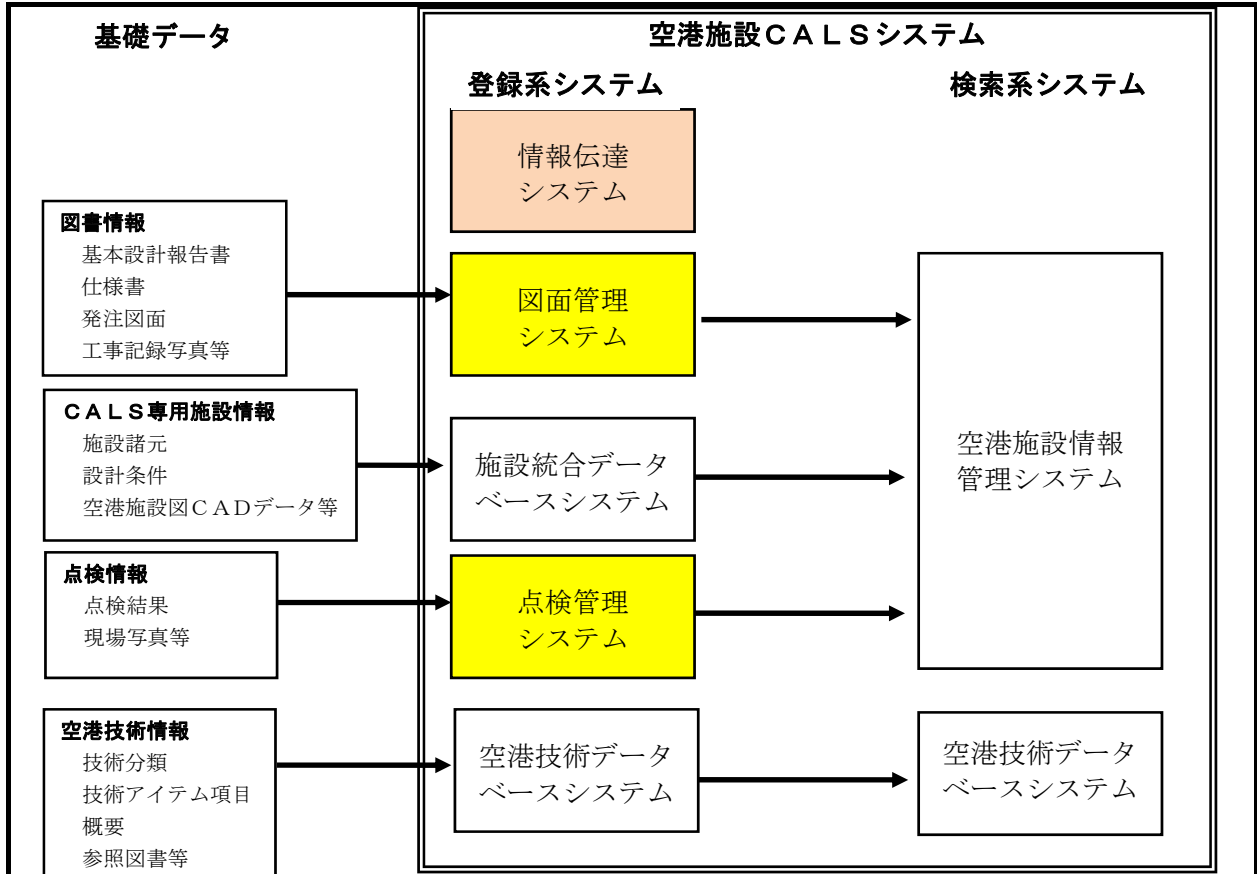 基礎データ
空港施設CALSシステム
登録系システム
検索系システム
情報伝達
システム
図書情報
基本設計報告書
仕様書
発注図面
工事記録写真等
図面管理
システム
CALS専用施設情報
施設諸元
設計条件
空港施設図CADデータ等
施設統合データ
ベースシステム
空港施設情報
管理システム
点検情報
点検結果
現場写真等
点検管理
システム
空港技術情報
技術分類
技術アイテム項目
概要
参照図書等
空港技術データ
ベースシステム
空港技術データ
ベースシステム